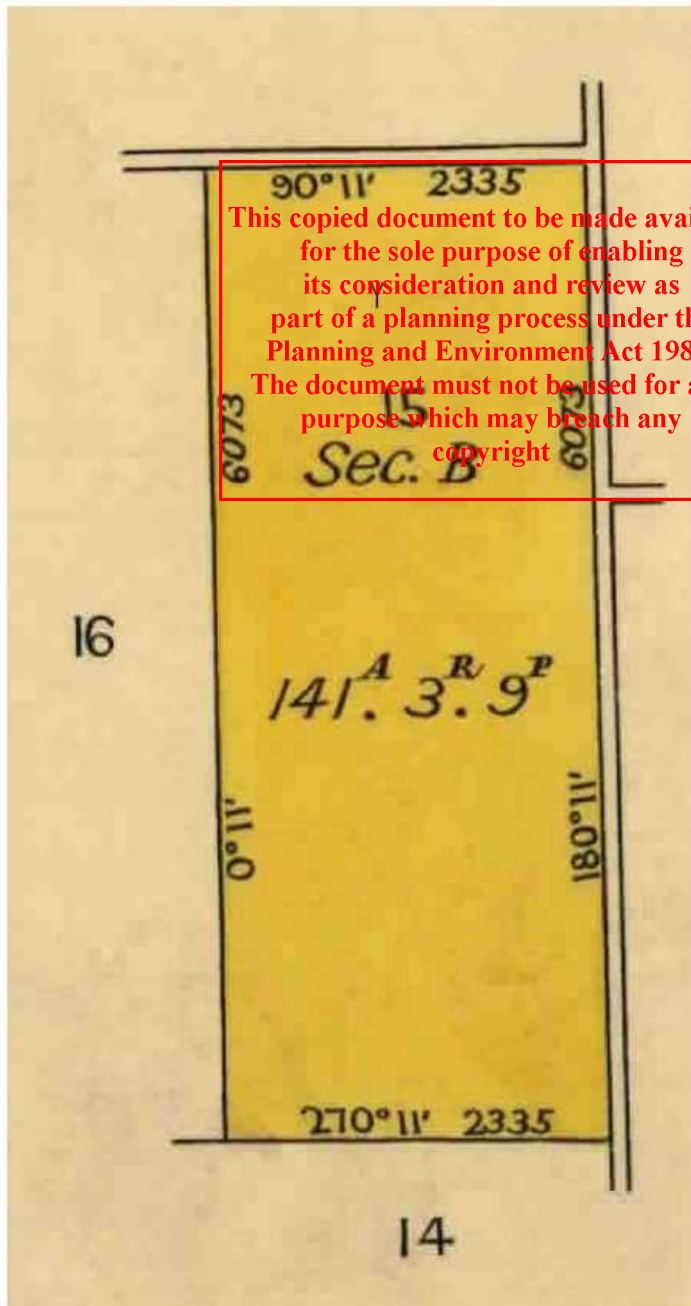 90°11' 2335
This copied document to be made avai
for the sole purpose of enabling
its consideration and review as
part of a planning process under th
Planning and Environment Act 198
The document must not be used for a
purpose which may breach any
copyright
15
Sec. B
6073
6073
16
141.A 3.R 9P
0°11'
180°11'
270°11' 2335
14